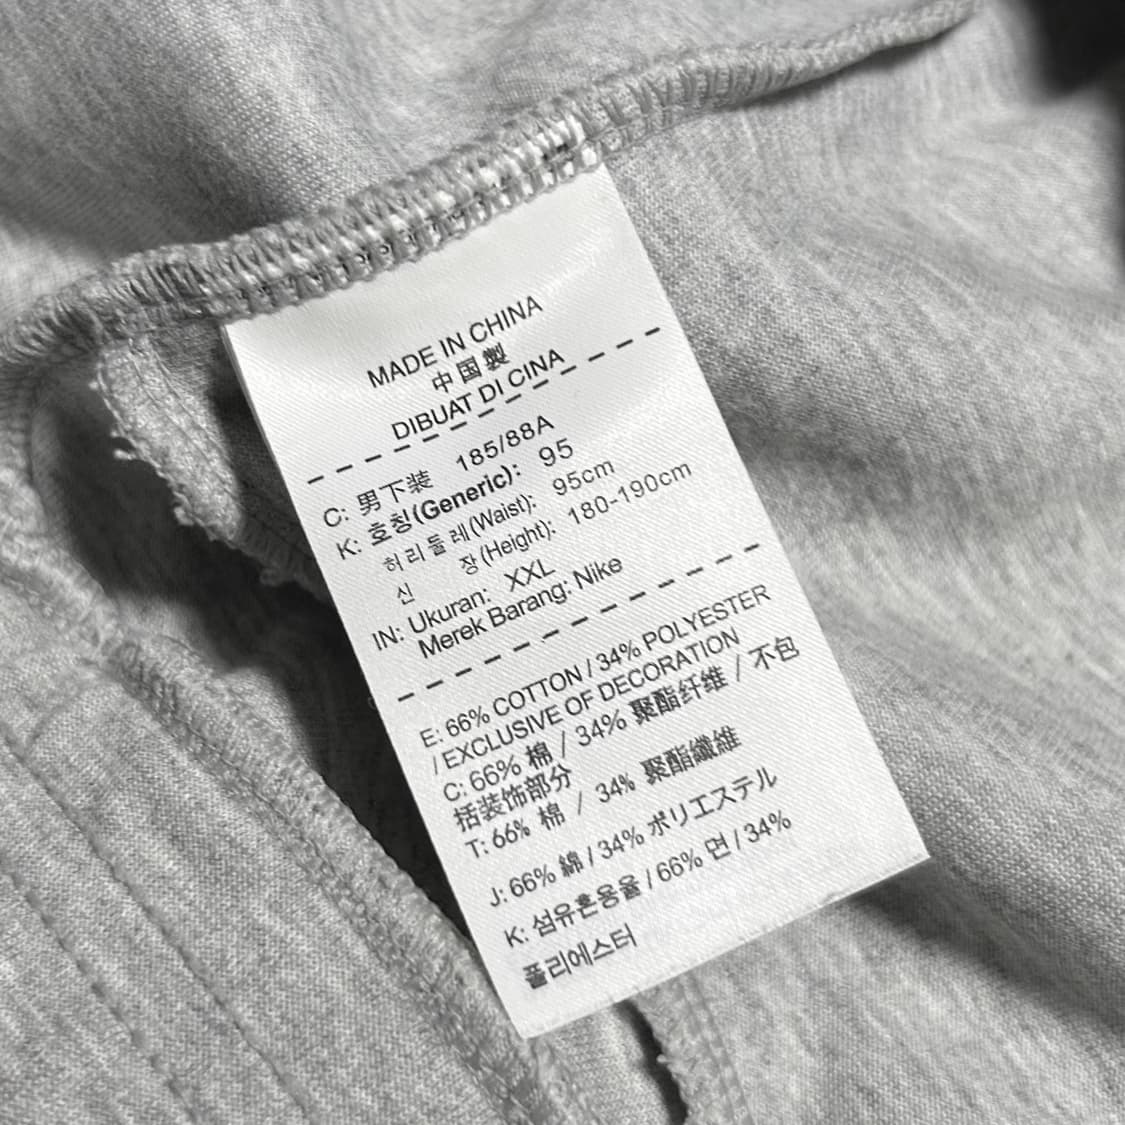 MADE IN CHINA
中国製
DIBUAT DI CINA
C: 男下装 185/88A
K: 호칭(Generic): 95
허리둘레(Waist): 95cm
신 장(Height): 180-190cm
IN: Ukuran: XXL
Merek Barang: Nike
E: 66% COTTON / 34% POLYESTER
/ EXCLUSIVE OF DECORATION
C: 66% 棉 / 34% 聚酯纤维 / 不包
括装饰部分
T: 66% 棉 / 34% 聚酯纖維
J: 66% 綿 / 34% ポリエステル
K: 섬유혼용율 / 66% 면 / 34%
폴리에스터